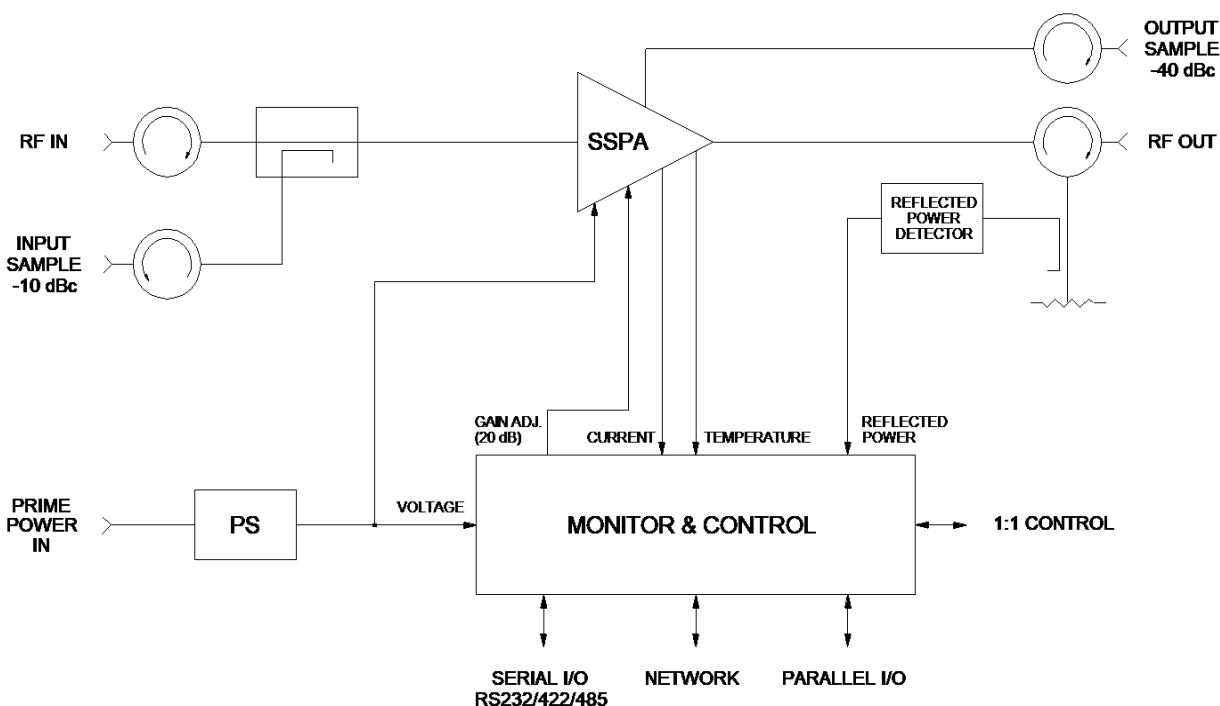 OUTPUT
SAMPLE
-40 dBc
RF IN
SSPA
RF OUT
REFLECTED
POWER
DETECTOR
INPUT
SAMPLE
-10 dBc
GAIN ADJ.
(20 dB)
CURRENT
TEMPERATURE
REFLECTED
POWER
PRIME
POWER
IN
PS
VOLTAGE
MONITOR & CONTROL
1:1 CONTROL
SERIAL I/O
RS232/422/485
NETWORK
PARALLEL I/O